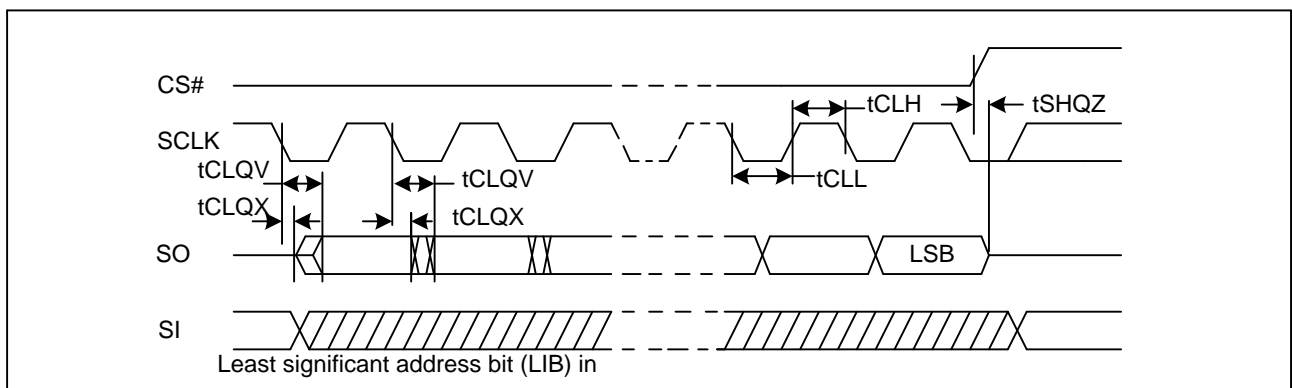 CS#
tCLH
tSHQZ
SCLK
tCLQV
tCLQV
tCLL
tCLQX
tCLQX
SO
LSB
SI
Least significant address bit (LIB) in